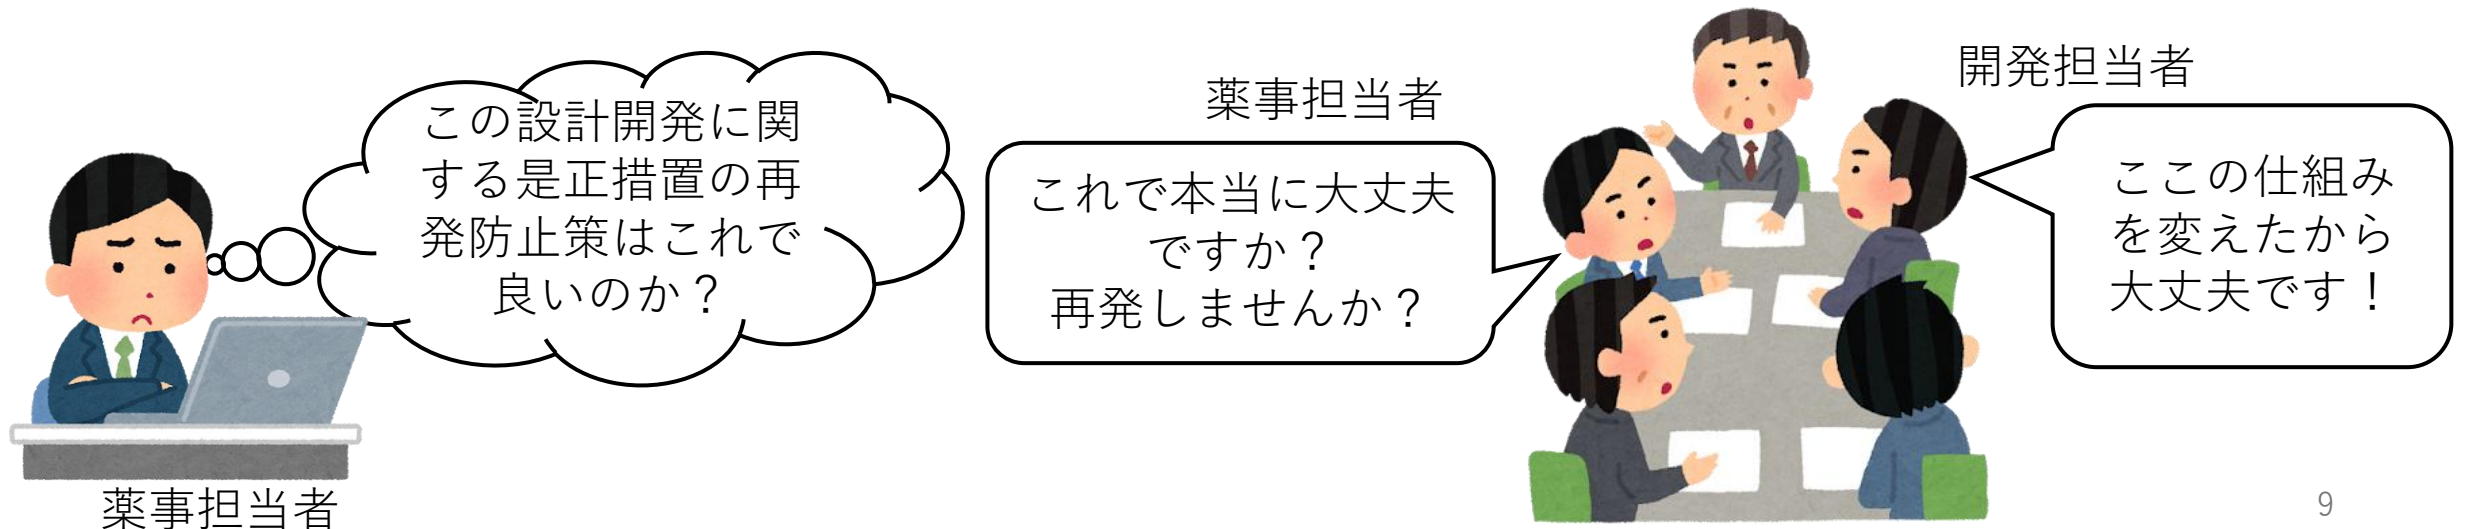 この設計開発に関
する是正措置の再
発防止策はこれで
良いのか？
薬事担当者
薬事担当者
これで本当に大丈夫
ですか？
再発しませんか？
開発担当者
ここの仕組み
を変えたから
大丈夫です！
9